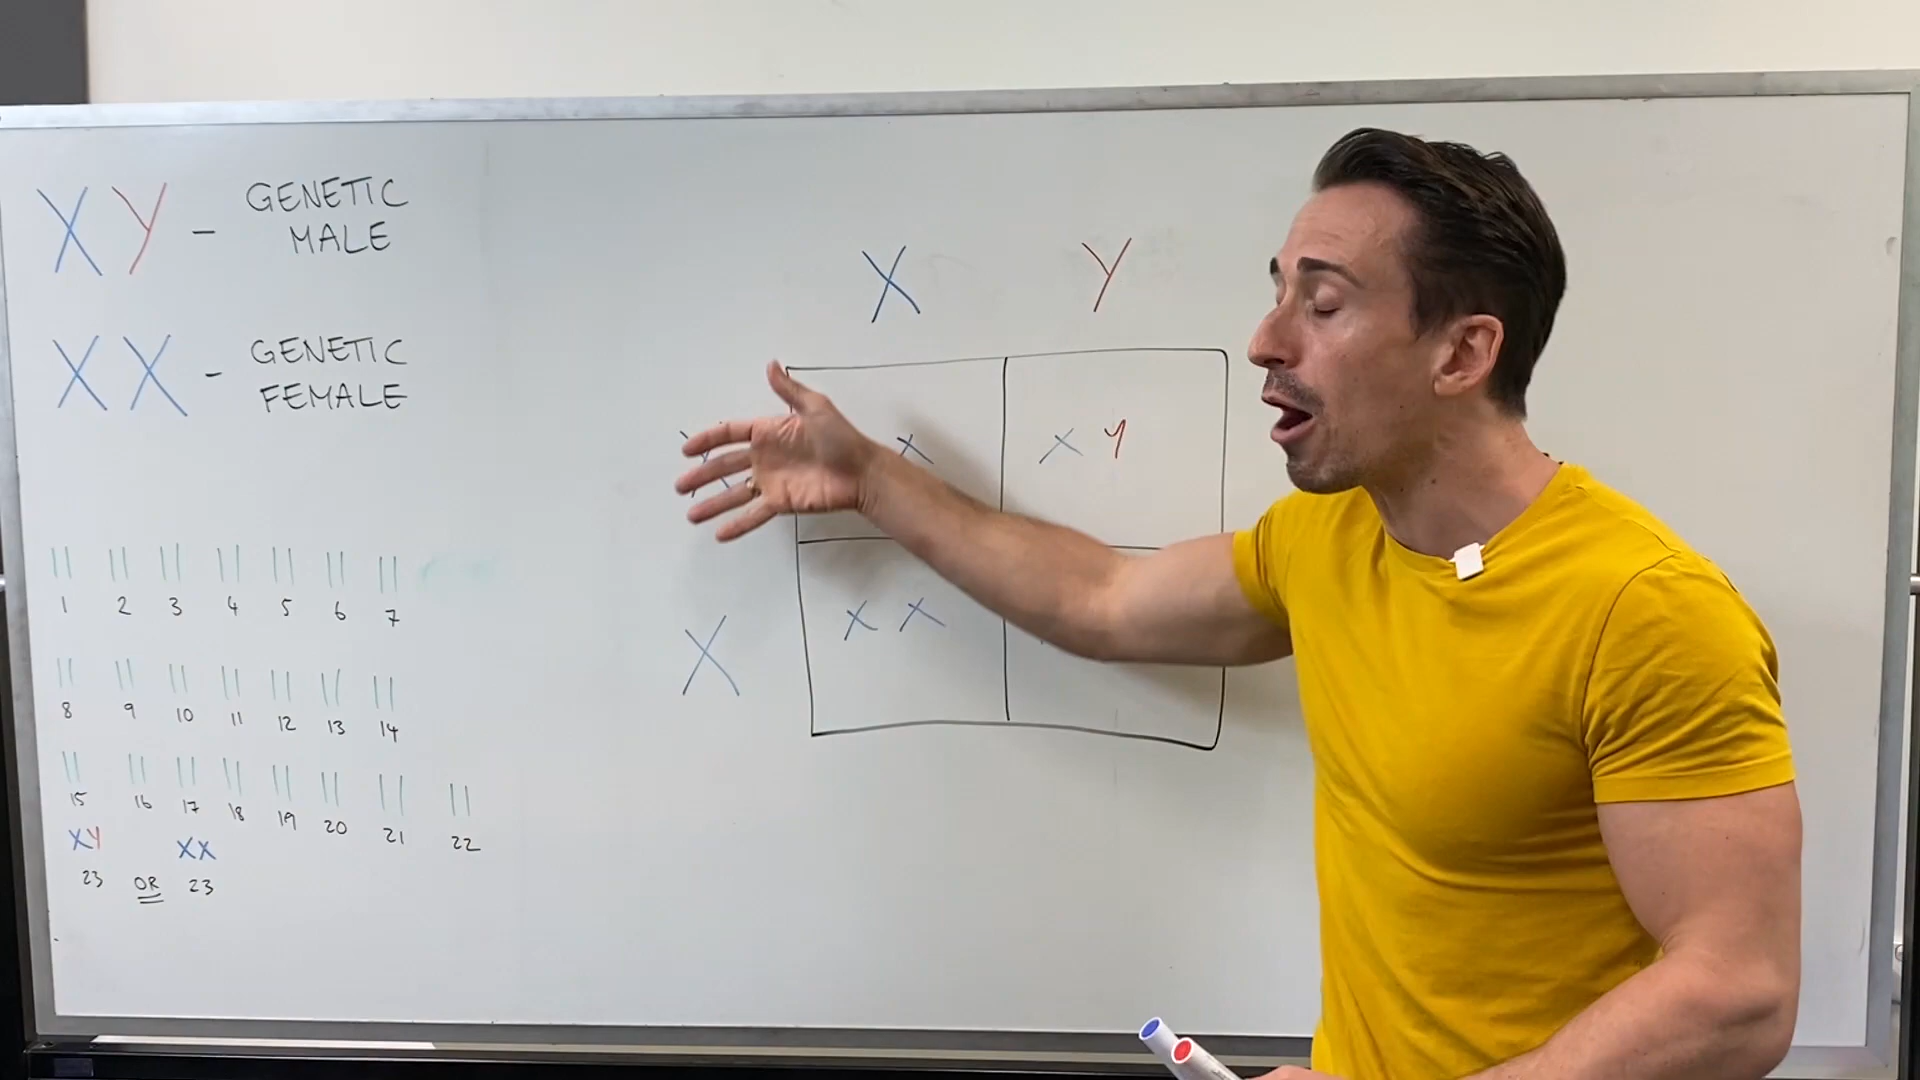 XY - GENETIC
MALE
XX - GENETIC
FEMALE
1 2 3 4 5 6 7
8 9 10 11 12 13 14
15 16 17 18 19 20 21 22
XY XX
23 OR 23
X Y
X X Y
X X X